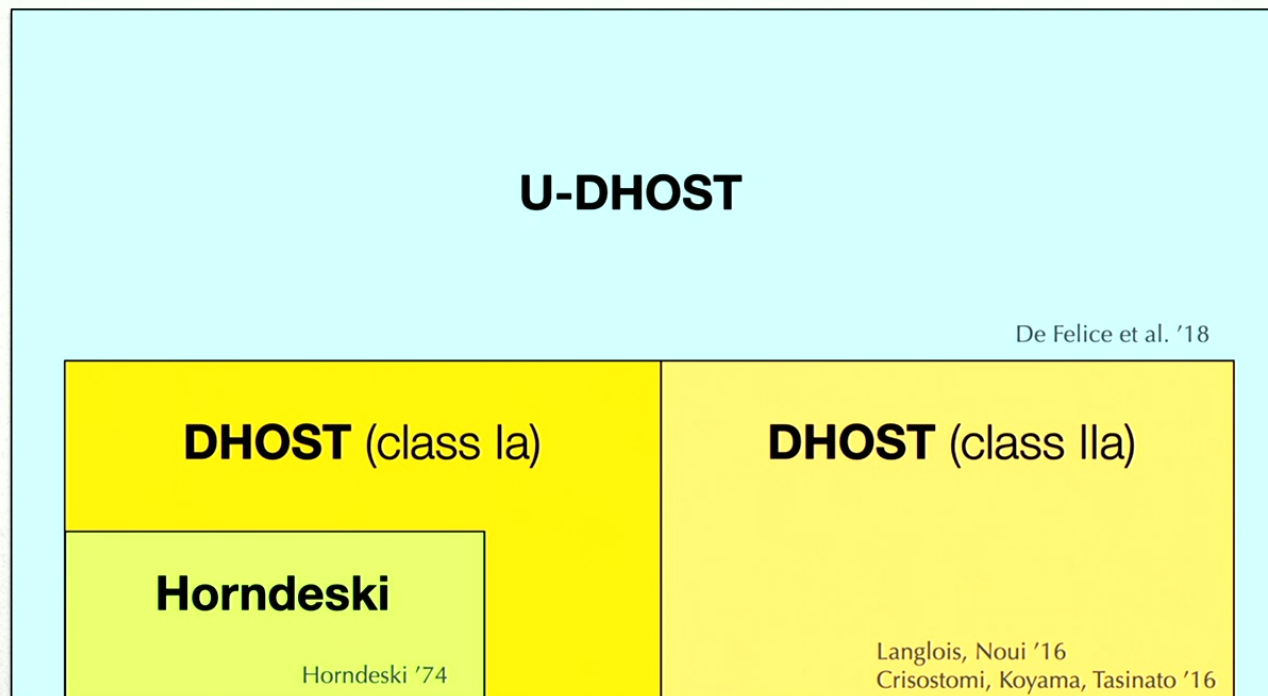 U-DHOST
De Felice et al. ’18
DHOST (class Ia)
DHOST (class IIa)
Horndeski
Horndeski ’74
Langlois, Noui ’16
Crisostomi, Koyama, Tasinato ’16